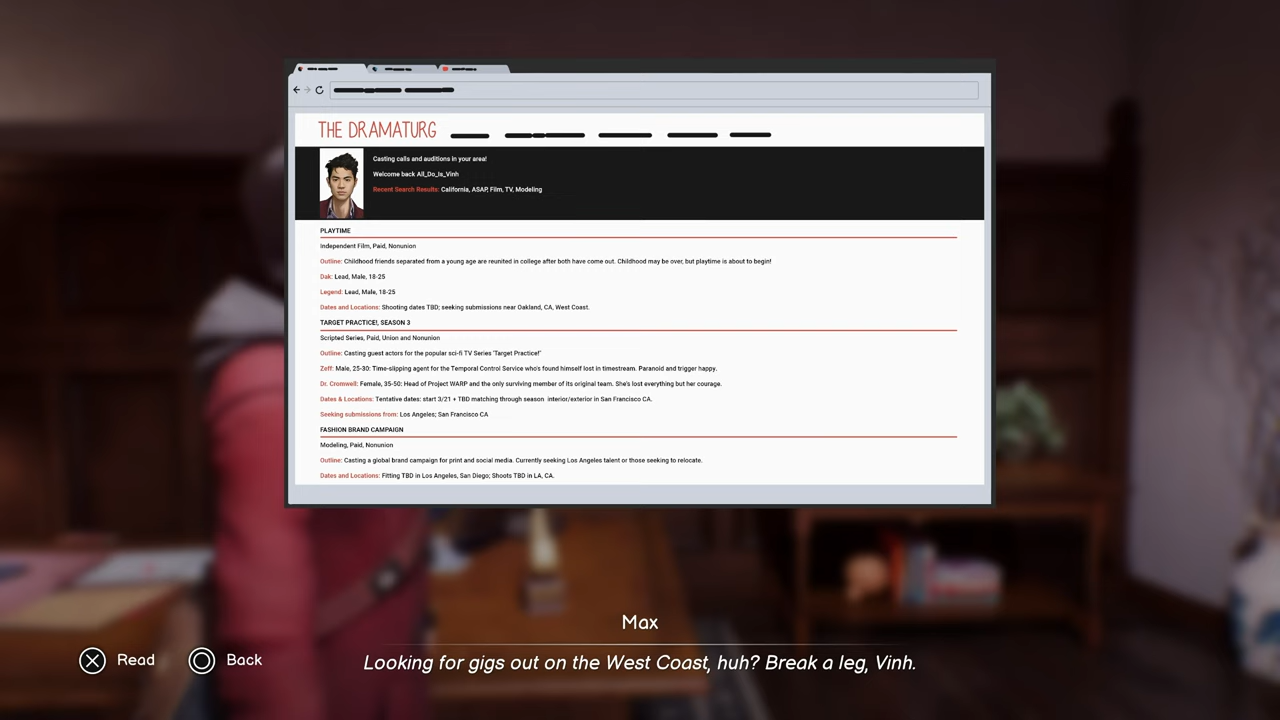 THE DRAMATURG
Casting calls and auditions in your area!
Welcome back All_Do_Is_Vinh
Recent Search Results: California, ASAP, Film, TV, Modeling
PLAYTIME
Independent Film, Paid, Nonunion
Outline: Childhood friends separated from a young age are reunited in college after both have come out. Childhood may be over, but playtime is about to begin!
Dak: Lead, Male, 18-25
Legend: Lead, Male, 18-25
Dates and Locations: Shooting dates TBD; seeking submissions near Oakland, CA, West Coast.
TARGET PRACTICE!, SEASON 3
Scripted Series, Paid, Union and Nonunion
Outline: Casting guest actors for the popular sci-fi TV Series 'Target Practice!'
Zeff: Male, 25-30: Time-slipping agent for the Temporal Control Service who's found himself lost in timestream. Paranoid and trigger happy.
Dr. Cromwell: Female, 35-50: Head of Project WARP and the only surviving member of its original team. She's lost everything but her courage.
Dates & Locations: Tentative dates: start 3/21 + TBD matching through season interior/exterior in San Francisco CA.
Seeking submissions from: Los Angeles; San Francisco CA
FASHION BRAND CAMPAIGN
Modeling, Paid, Nonunion
Outline: Casting a global brand campaign for print and social media. Currently seeking Los Angeles talent or those seeking to relocate.
Dates and Locations: Fitting TBD in Los Angeles, San Diego; Shoots TBD in LA, CA.
Max
Looking for gigs out on the West Coast, huh? Break a leg, Vinh.
Read
Back